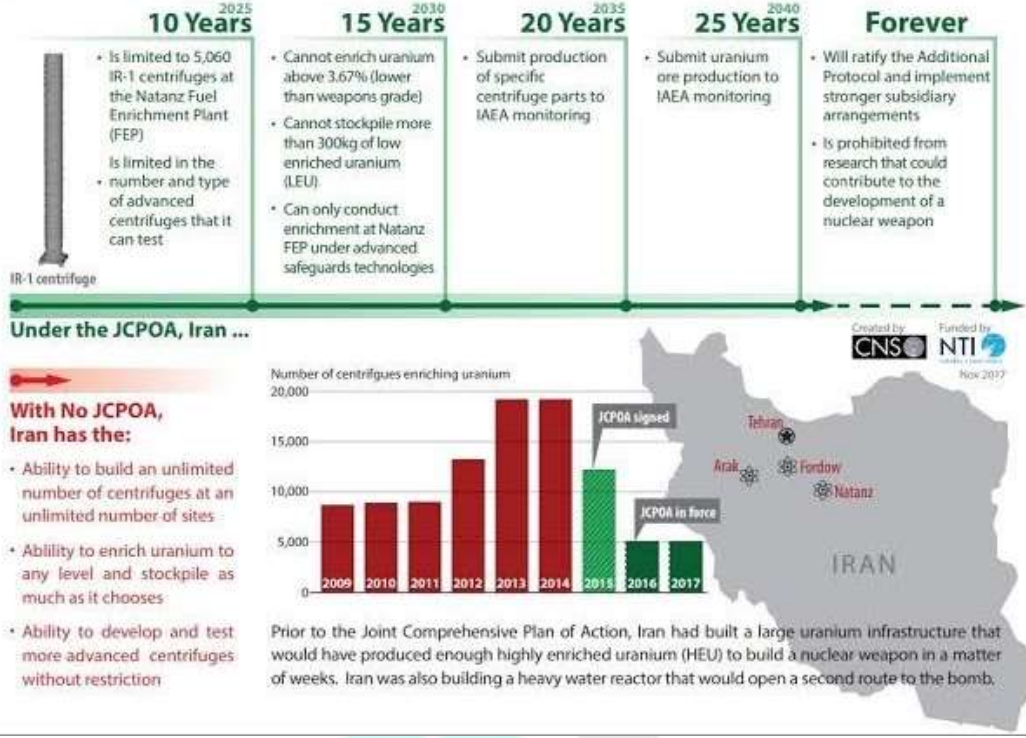 2025
10 Years
2030
15 Years
2035
20 Years
2040
25 Years
Forever
• Is limited to 5,060
IR-1 centrifuges at
the Natanz Fuel
Enrichment Plant
(FEP)
Is limited in the
• number and type
of advanced
centrifuges that it
can test
• Cannot enrich uranium
above 3.67% (lower
than weapons grade)
• Cannot stockpile more
than 300kg of low
enriched uranium
(LEU)
• Can only conduct
enrichment at Natanz
FEP under advanced
safeguards technologies
• Submit production
of specific
centrifuge parts to
IAEA monitoring
• Submit uranium
ore production to
IAEA monitoring
• Will ratify the Additional
Protocol and implement
stronger subsidiary
arrangements
• Is prohibited from
research that could
contribute to the
development of a
nuclear weapon
IR-1 centrifuge
Under the JCPOA, Iran ...
Created by
CNS
Funded by
NTI
Nov 2017
With No JCPOA,
Iran has the:
• Ability to build an unlimited
number of centrifuges at an
unlimited number of sites
• Ablility to enrich uranium to
any level and stockpile as
much as it chooses
• Ability to develop and test
more advanced centrifuges
without restriction
Number of centrifgues enriching uranium
20,000
15,000
10,000
5,000
0
2009 2010 2011 2012 2013 2014 2015 2016 2017
JCPOA signed
JCPOA in force
Tehran
Arak
Fordow
Natanz
IRAN
Prior to the Joint Comprehensive Plan of Action, Iran had built a large uranium infrastructure that
would have produced enough highly enriched uranium (HEU) to build a nuclear weapon in a matter
of weeks. Iran was also building a heavy water reactor that would open a second route to the bomb.